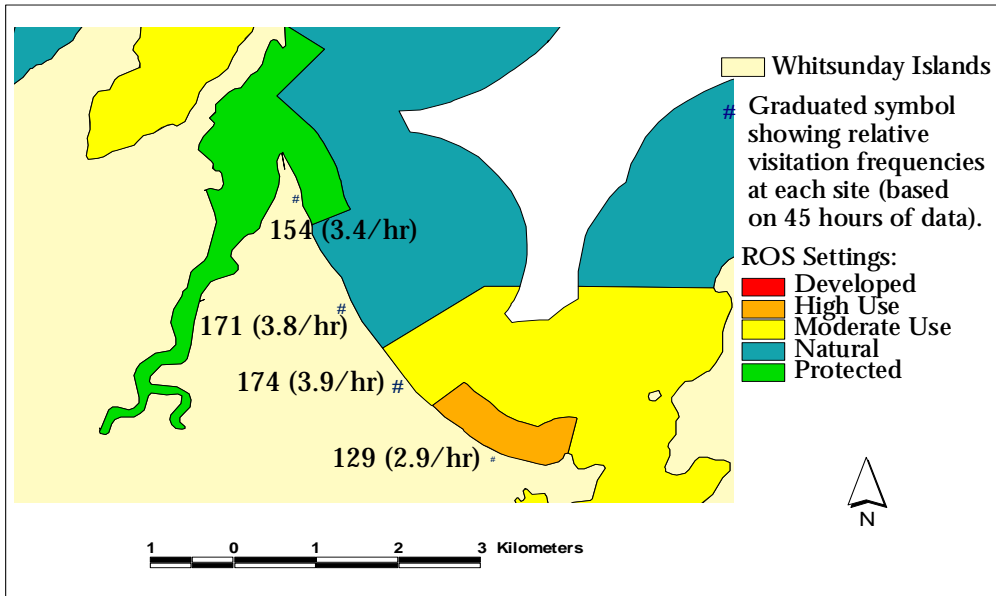 Whitsunday Islands
#
Graduated symbol
showing relative
visitation frequencies
at each site (based
on 45 hours of data).
ROS Settings:
Developed
High Use
Moderate Use
Natural
Protected
#
154 (3.4/hr)
#
171 (3.8/hr)
#
174 (3.9/hr)
#
129 (2.9/hr)
N
1 0 1 2 3 Kilometers